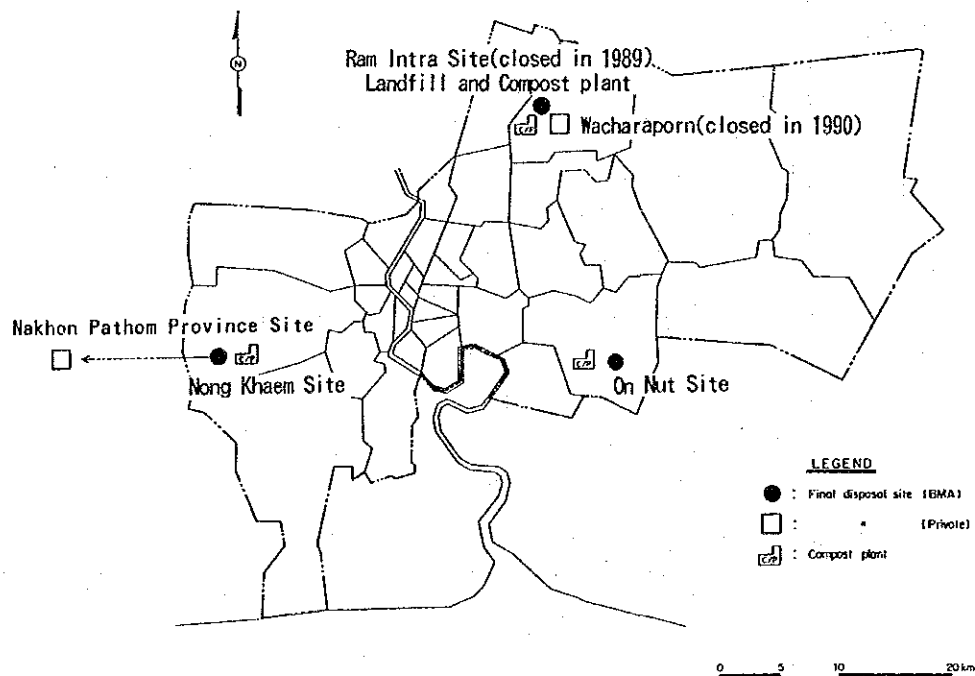 N
Ram Intra Site(closed in 1989)
Landfill and Compost plant
C/P
Wacharaporn(closed in 1990)
Nakhon Pathom Province Site
C/P
Nong Khaem Site
C/P
On Nut Site
LEGEND
: Final disposal site (BMA)
: " (Private)
C/P : Compost plant
0 5 10 20 km